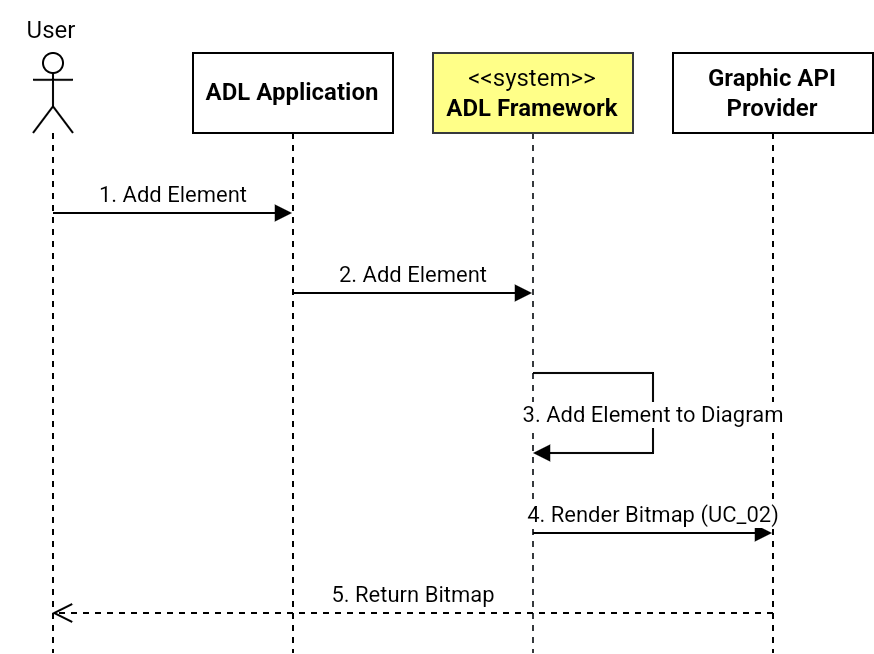 User
ADL Application
<<system>>
ADL Framework
Graphic API
Provider
1. Add Element
2. Add Element
3. Add Element to Diagram
4. Render Bitmap (UC_02)
5. Return Bitmap